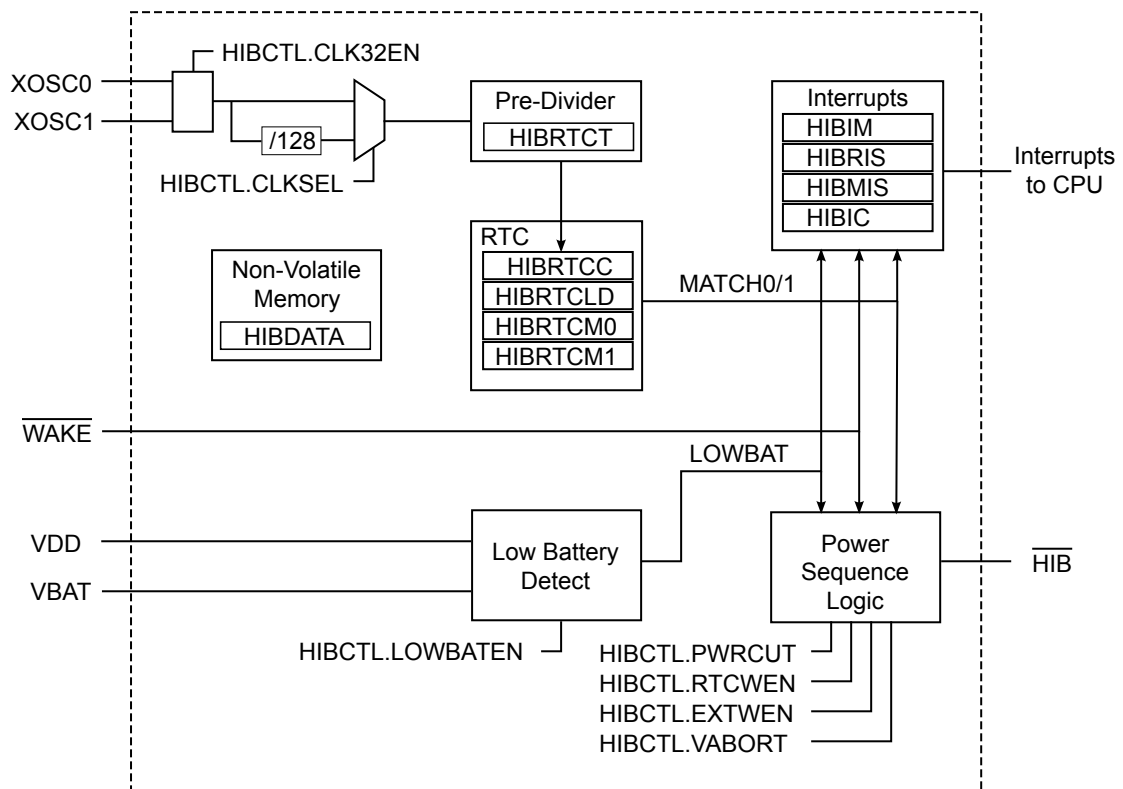 HIBCTL.CLK32EN
XOSC0
XOSC1
/128
HIBCTL.CLKSEL
Pre-Divider
HIBRTCT
Interrupts
HIBIM
HIBRIS
HIBMIS
HIBIC
Interrupts
to CPU
Non-Volatile
Memory
HIBDATA
RTC
HIBRTCC
HIBRTCLD
HIBRTCM0
HIBRTCM1
MATCH0/1
WAKE
LOWBAT
VDD
VBAT
Low Battery
Detect
HIBCTL.LOWBATEN
Power
Sequence
Logic
HIB
HIBCTL.PWRCUT
HIBCTL.RTCWEN
HIBCTL.EXTWEN
HIBCTL.VABORT